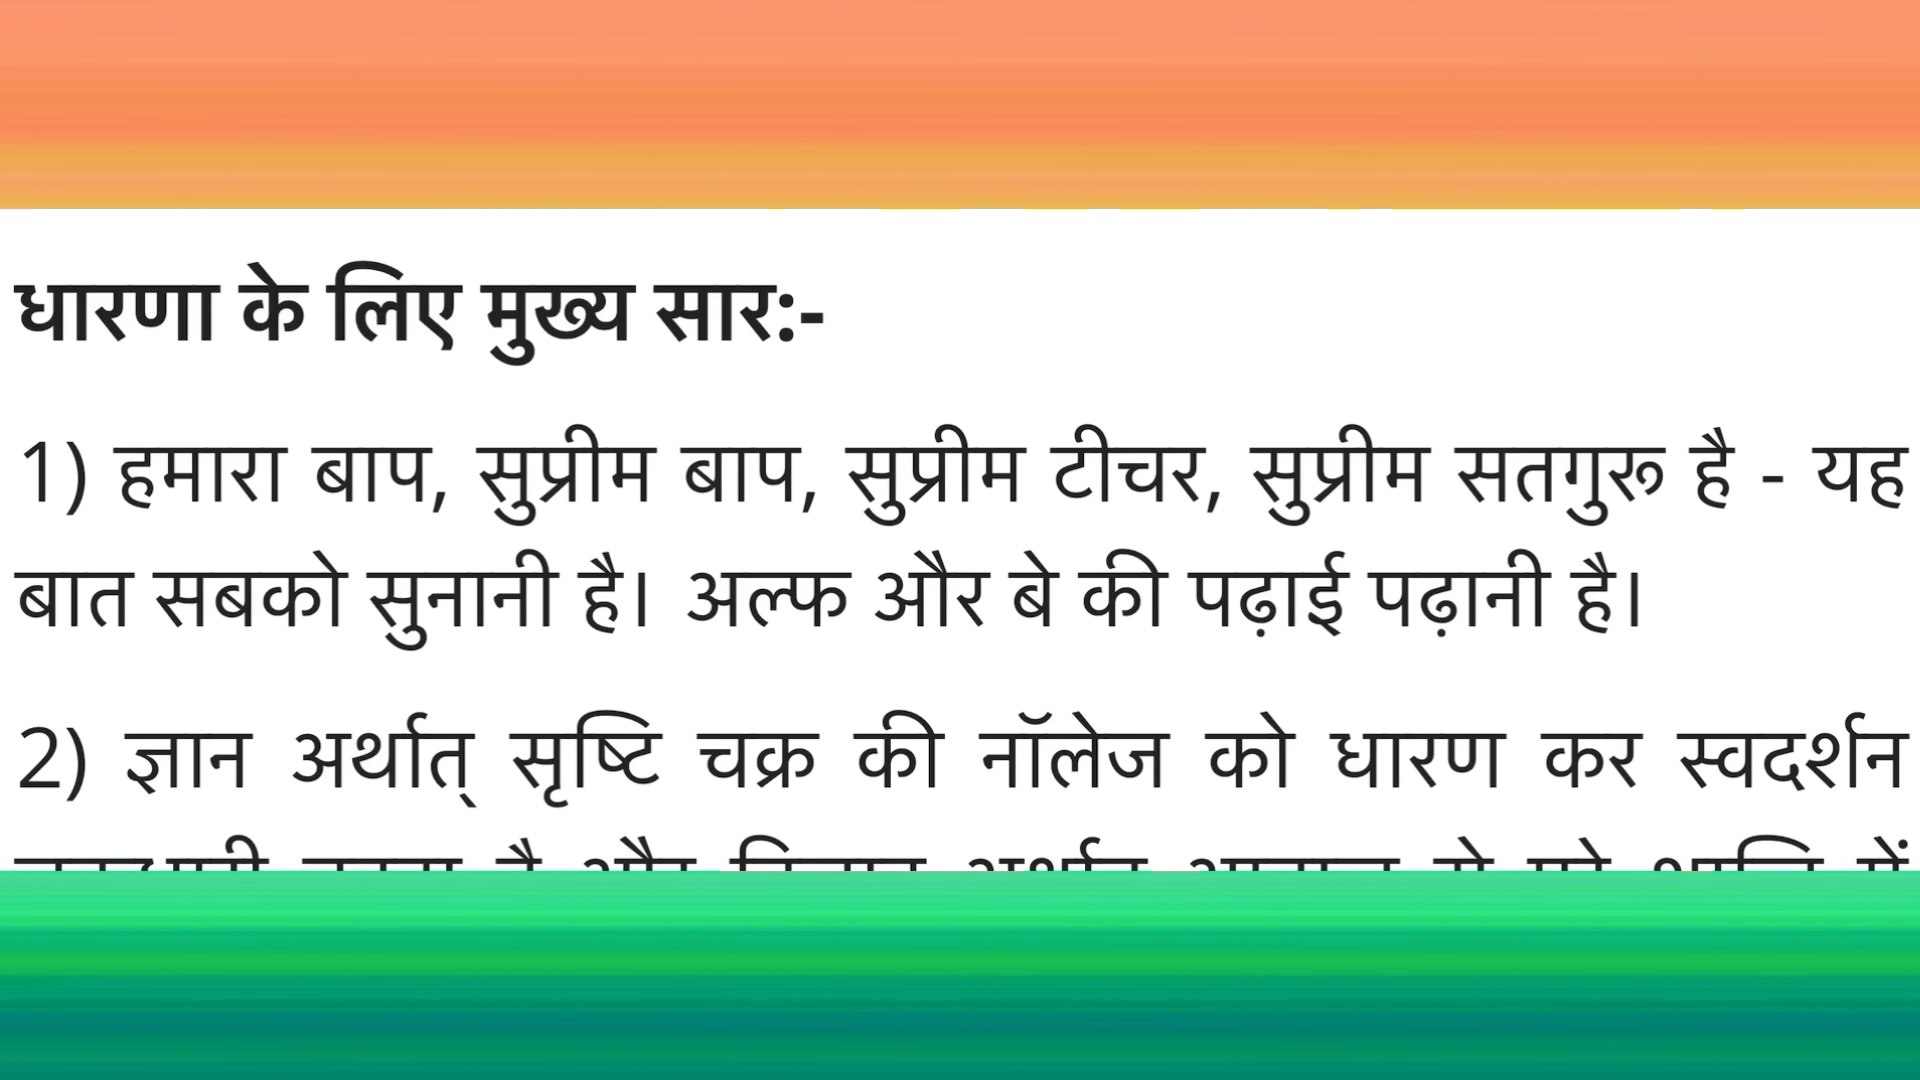 धारणा के लिए मुख्य सार:-
1) हमारा बाप, सुप्रीम बाप, सुप्रीम टीचर, सुप्रीम सतगुरू है - यह
बात सबको सुनानी है। अल्फ और बे की पढ़ाई पढ़ानी है।
2) ज्ञान अर्थात् सृष्टि चक्र की नॉलेज को धारण कर स्वदर्शन